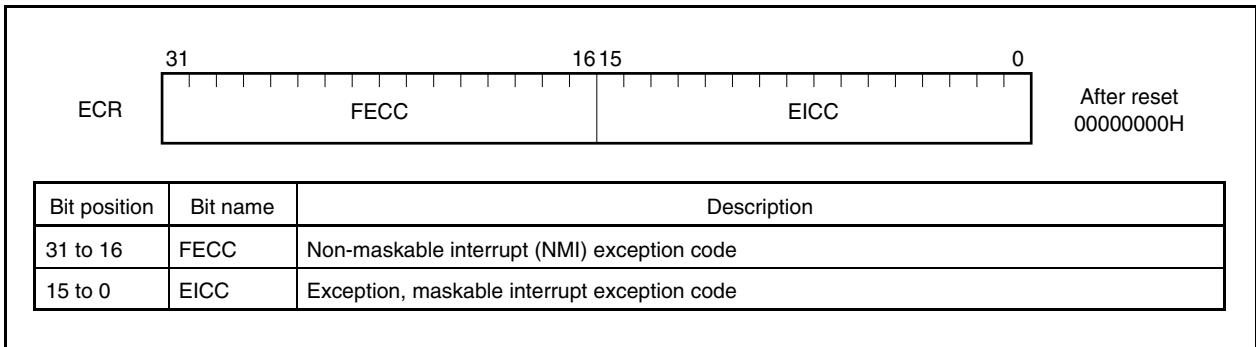 31 16 15 0
ECR FECC EICC After reset
00000000H
Bit position Bit name Description
31 to 16 FECC Non-maskable interrupt (NMI) exception code
15 to 0 EICC Exception, maskable interrupt exception code